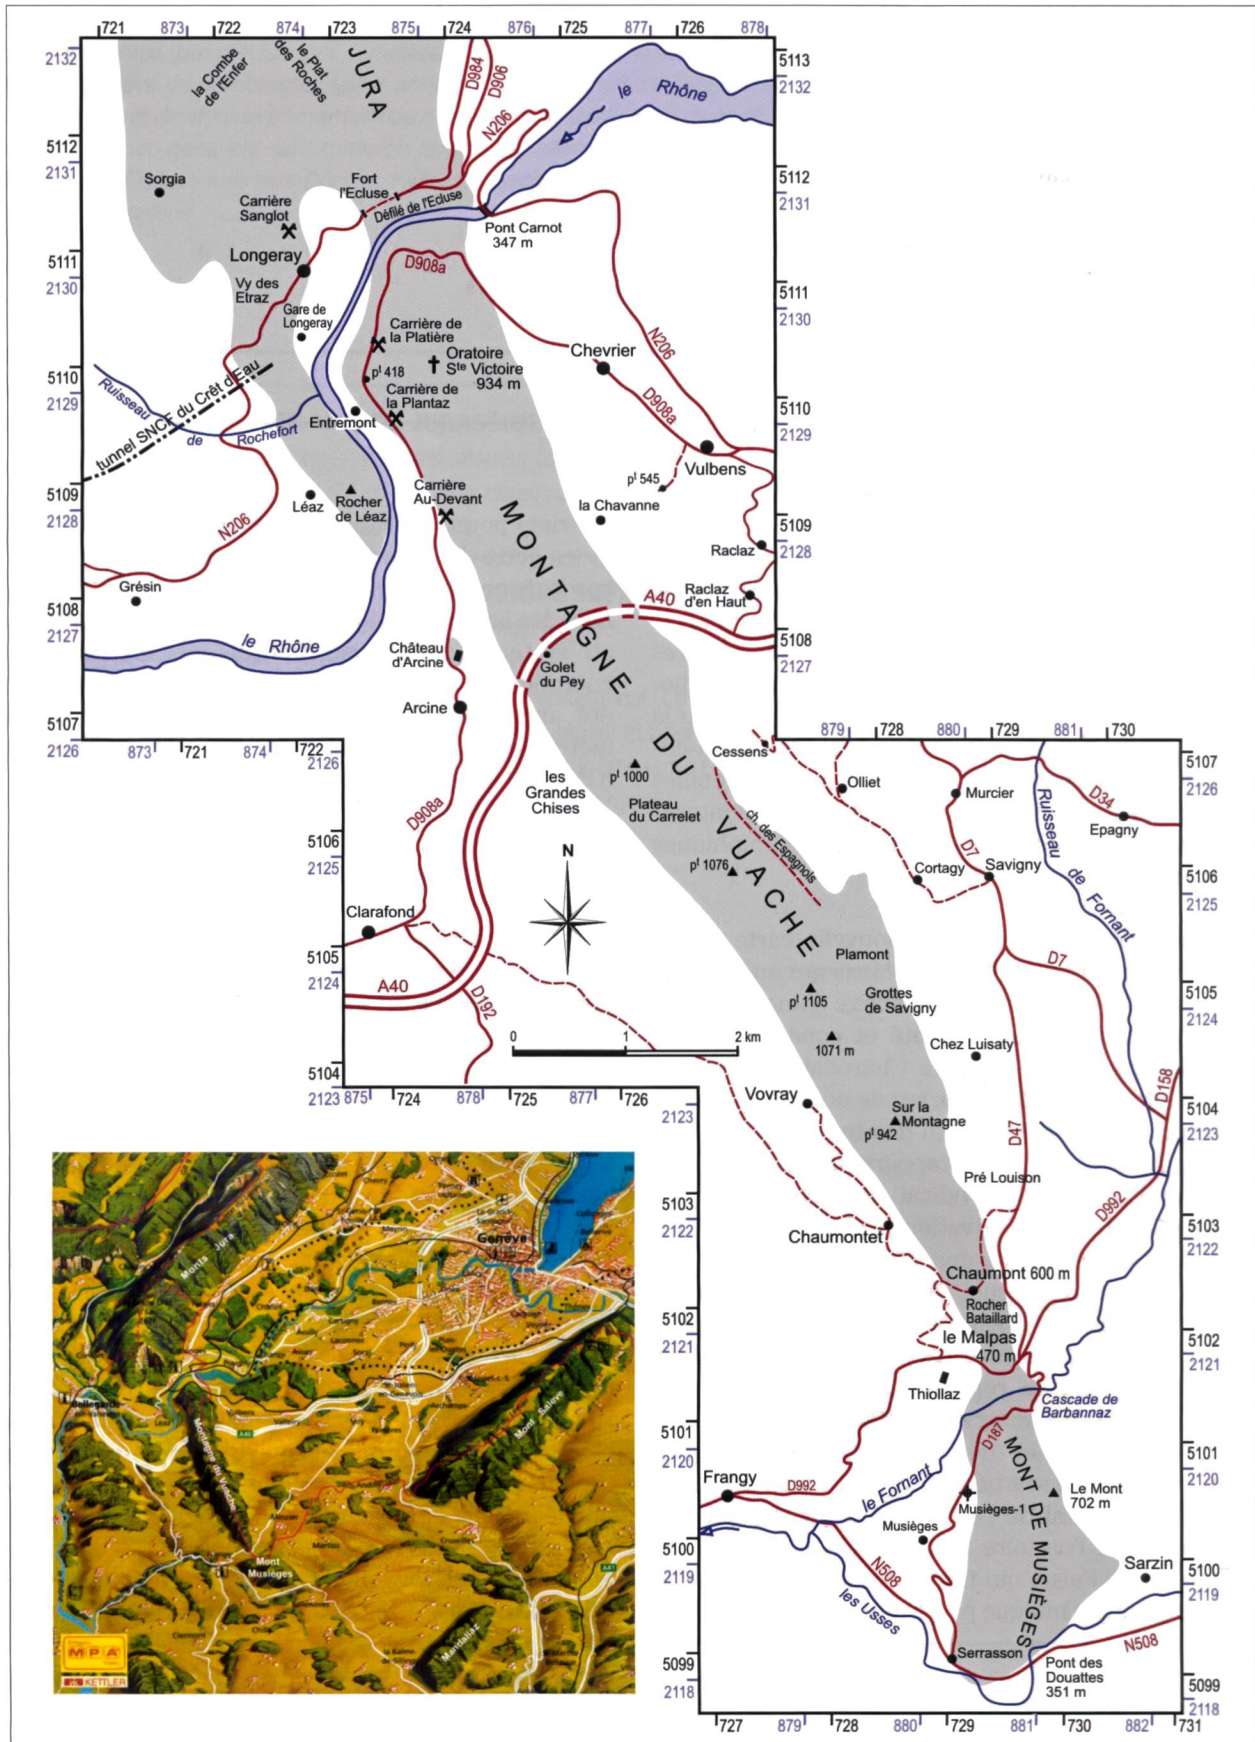 721 873 722 874 723 875 724 876 725 877 726 878
2132
5113
2132
la Combe
de l'Enfer
le Plat
des Roches
JURA
D984
D906
N206
le Rhône
5112
2131
5112
2131
Sorgia
Fort
l'Ecluse
Défilé de l'Ecluse
Carrière
Sanglot
Pont Carnot
347 m
Longeray
5111
2130
D908a
Vy des
Etraz
5111
2130
Gare de
Longeray
Carrière de
la Platière
N206
Oratoire
Ste Victoire
934 m
Chevrier
5110
2129
pt 418
Carrière de
la Plantaz
D908a
5110
2129
Ruisseau
de Rochefort
tunnel SNCF du Crêt d'Eau
Entremont
Vulbens
pt 545
5109
2128
Léaz
Rocher
de Léaz
Carrière
Au-Devant
la Chavanne
5109
2128
N206
Raclaz
MONTAGNE
Grésin
Raclaz
d'en Haut
5108
2127
A40
5108
2127
le Rhône
Château
d'Arcine
Golet
du Pey
Arcine
5107
2126 873 721 874 722
2126
DU
Cessens
879 728 880 729 881 730
5107
2126
pt 1000
les
Grandes
Chises
Plateau
du Carrelet
Olliet
Murcier
Ruisseau
de Fornant
D34
Epagny
D908a
5106
2125
VUACHE
ch. des Espagnols
pt 1076
N
D7
Cortagy
Savigny
5106
2125
Clarafond
5105
2124
Plamont
D7
A40
D192
pt 1105
Grottes
de Savigny
5105
2124
0 1 2 km
1071 m
Chez Luisaty
5104
2123 875 724 878 725 877 726
2123
Vovray
Sur la
Montagne
pt 942
D158
5104
2123
D47
Pré Louison
5103
2122
D992
5103
2122
Chaumontet
Chaumont 600 m
Rocher
Bataillard
5102
2121
le Malpas
470 m
5102
2121
Thiollaz
Cascade de
Barbannaz
5101
2120
D187
5101
2120
Frangy
D992
le Fornant
MONT DE MUSIÈGES
Musièges-1
Le Mont
702 m
Musièges
5100
2119
Sarzin
5100
2119
N508
les Usses
Serrasson
N508
5099
2118
Pont des
Douattes
351 m
5099
2118
727 879 728 880 729 881 730 882 731
Monts Jura
Genève
Bellegarde
Léaz
A40
Montagne du Vuache
Mont Salève
Mont
Musièges
Cruseilles
A41
Clermont
Mandallaz
MPA
KETTLER